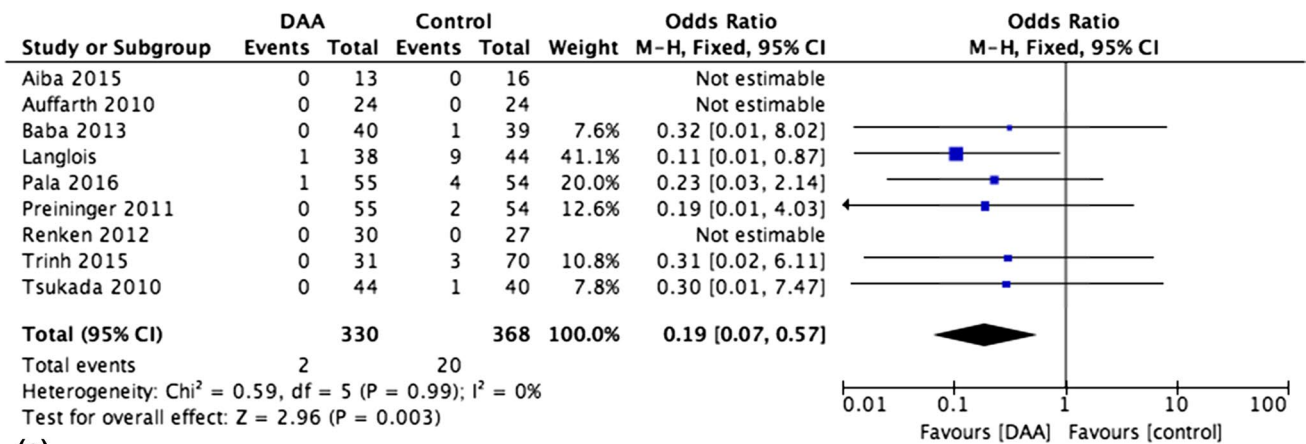 DAA Control Odds Ratio Odds Ratio
Study or Subgroup Events Total Events Total Weight M-H, Fixed, 95% CI M-H, Fixed, 95% CI
Aiba 2015 0 13 0 16 Not estimable
Auffarth 2010 0 24 0 24 Not estimable
Baba 2013 0 40 1 39 7.6% 0.32 [0.01, 8.02]
Langlois 1 38 9 44 41.1% 0.11 [0.01, 0.87]
Pala 2016 1 55 4 54 20.0% 0.23 [0.03, 2.14]
Preininger 2011 0 55 2 54 12.6% 0.19 [0.01, 4.03]
Renken 2012 0 30 0 27 Not estimable
Trinh 2015 0 31 3 70 10.8% 0.31 [0.02, 6.11]
Tsukada 2010 0 44 1 40 7.8% 0.30 [0.01, 7.47]
Total (95% CI) 330 368 100.0% 0.19 [0.07, 0.57]
Total events 2 20
Heterogeneity: Chi² = 0.59, df = 5 (P = 0.99); I² = 0%
Test for overall effect: Z = 2.96 (P = 0.003)
0.01 0.1 1 10 100
Favours [DAA] Favours [control]